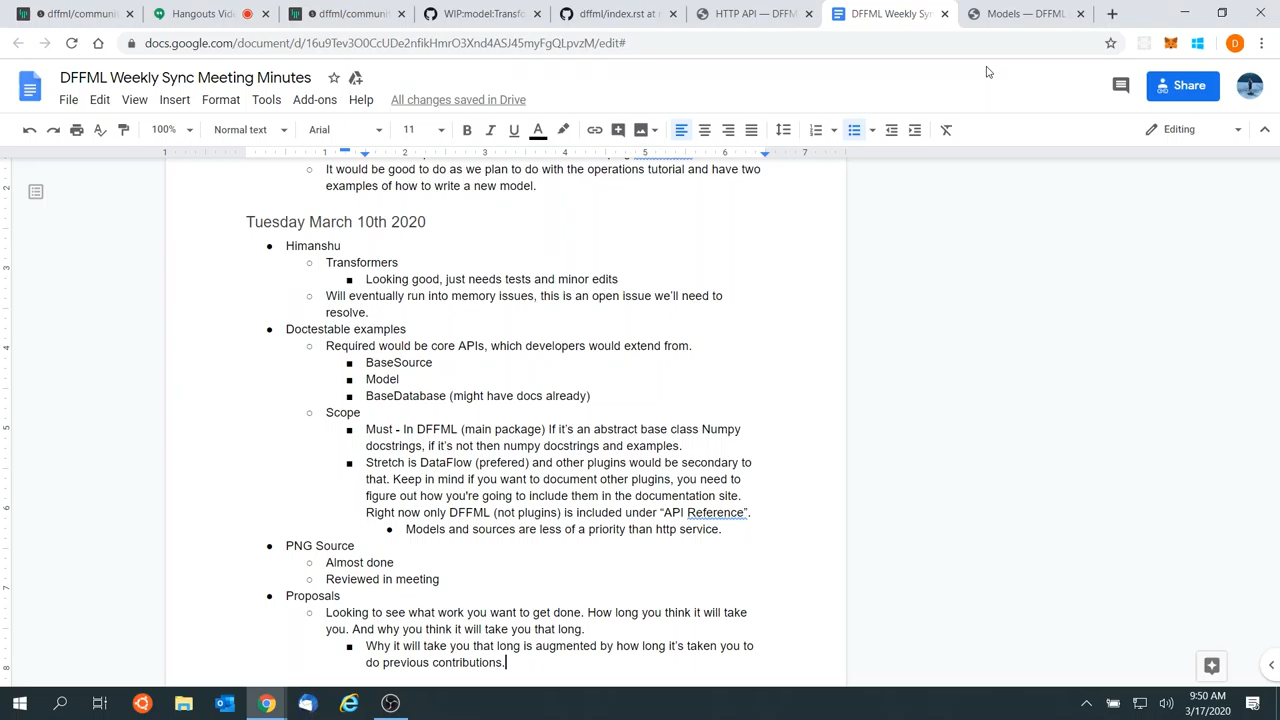 dffml/communi
Hangouts Vid
dffml/communi
WIP:model:Transfo
dffml/index.rst at
HTTP API — DFFM
DFFML Weekly Syn
Models — DFFML
docs.google.com/document/d/16u9Tev3O0CcUDe2nfikHmrO3Xnd4ASJ45myFgQLpvzM/edit#
D
DFFML Weekly Sync Meeting Minutes
File Edit View Insert Format Tools Add-ons Help All changes saved in Drive
Share
100% Normal text Arial 11 B I U A Editing
1 1 2 3 4 5 6 7
It would be good to do as we plan to do with the operations tutorial and have two
examples of how to write a new model.
Tuesday March 10th 2020
Himanshu
Transformers
Looking good, just needs tests and minor edits
Will eventually run into memory issues, this is an open issue we'll need to
resolve.
Doctestable examples
Required would be core APIs, which developers would extend from.
BaseSource
Model
BaseDatabase (might have docs already)
Scope
Must - In DFFML (main package) If it's an abstract base class Numpy
docstrings, if it's not then numpy docstrings and examples.
Stretch is DataFlow (prefered) and other plugins would be secondary to
that. Keep in mind if you want to document other plugins, you need to
figure out how you're going to include them in the documentation site.
Right now only DFFML (not plugins) is included under “API Reference”.
Models and sources are less of a priority than http service.
PNG Source
Almost done
Reviewed in meeting
Proposals
Looking to see what work you want to get done. How long you think it will take
you. And why you think it will take you that long.
Why it will take you that long is augmented by how long it's taken you to
do previous contributions.
9:50 AM
3/17/2020